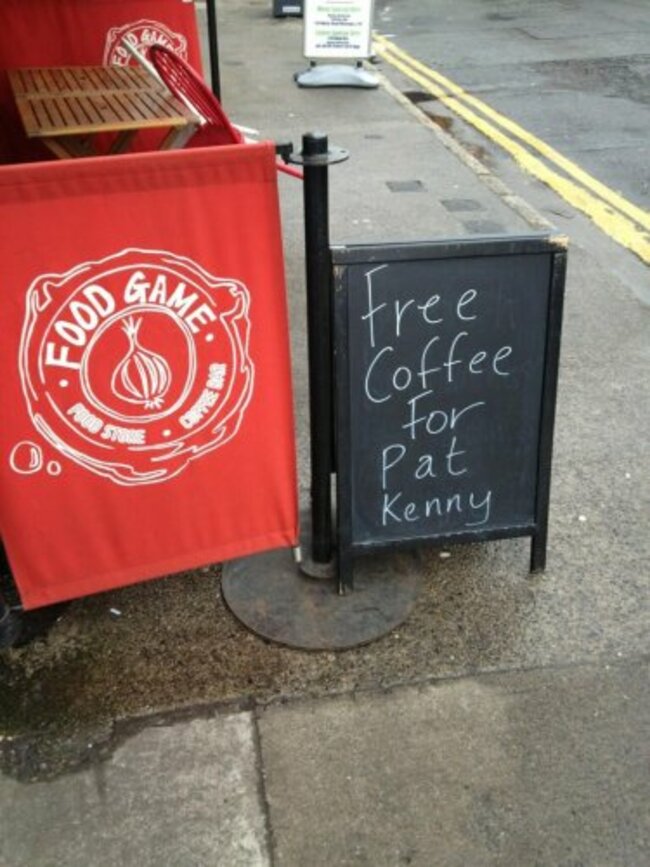 FOOD GAME
FOOD STORE • COFFEE BAR
Free
Coffee
For
Pat
Kenny